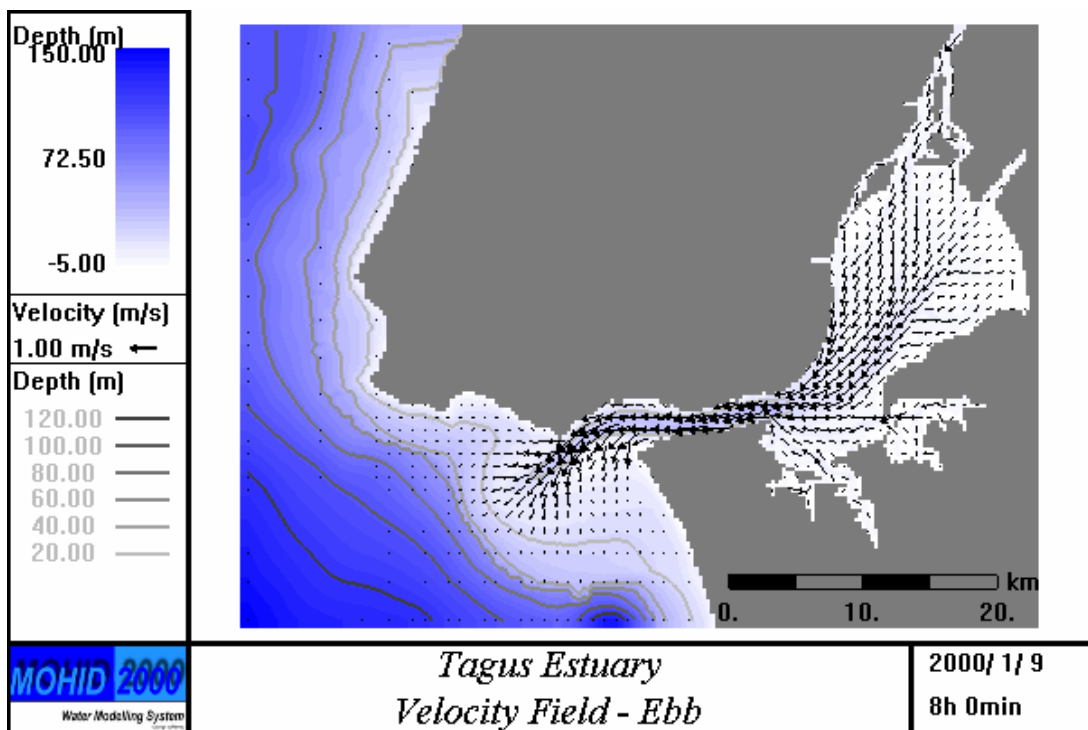 Depth (m)
150.00
72.50
-5.00
Velocity (m/s)
1.00 m/s
Depth (m)
120.00
100.00
80.00
60.00
40.00
20.00
km
0. 10. 20.
MOHID 2000
Water Modelling System
Tagus Estuary
Velocity Field - Ebb
2000/ 1/ 9
8h 0min